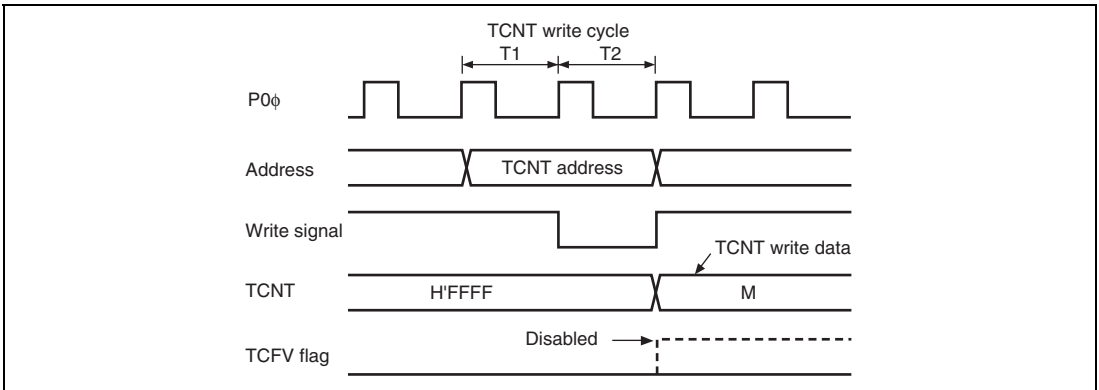 TCNT write cycle
T1 T2
P0ϕ
Address TCNT address
Write signal
TCNT write data
TCNT H'FFFF M
Disabled
TCFV flag